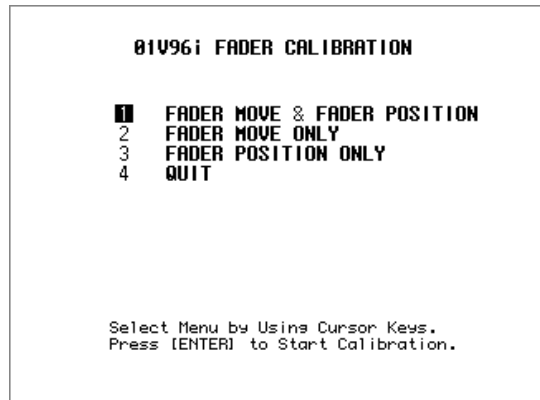 01V96i FADER CALIBRATION
1 FADER MOVE & FADER POSITION
2 FADER MOVE ONLY
3 FADER POSITION ONLY
4 QUIT
Select Menu by Using Cursor Keys.
Press [ENTER] to Start Calibration.